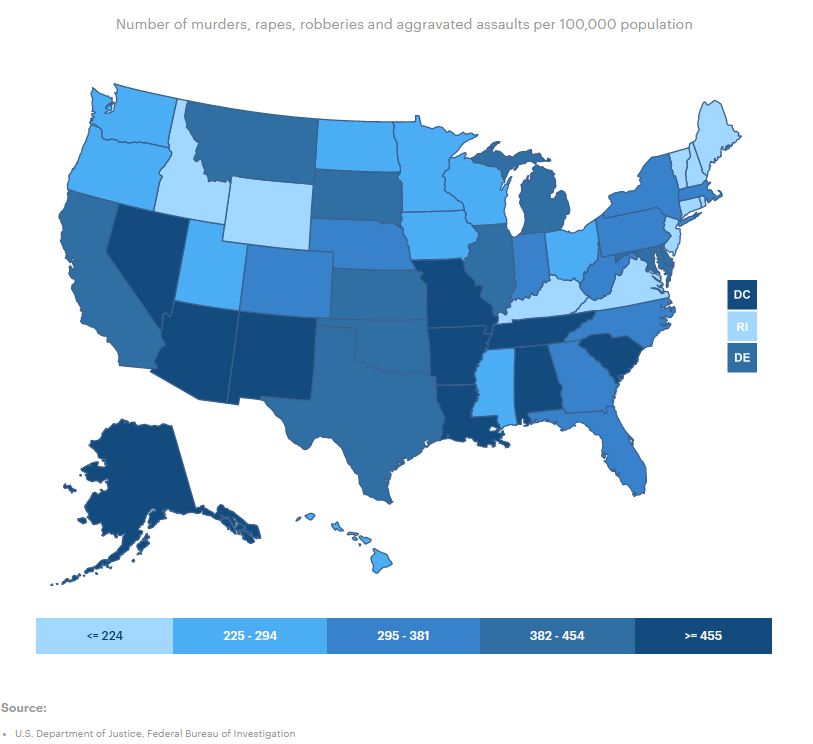 Number of murders, rapes, robberies and aggravated assaults per 100,000 population
DC
RI
DE
<= 224
225 - 294
295 - 381
382 - 454
>= 455
Source:
• U.S. Department of Justice, Federal Bureau of Investigation